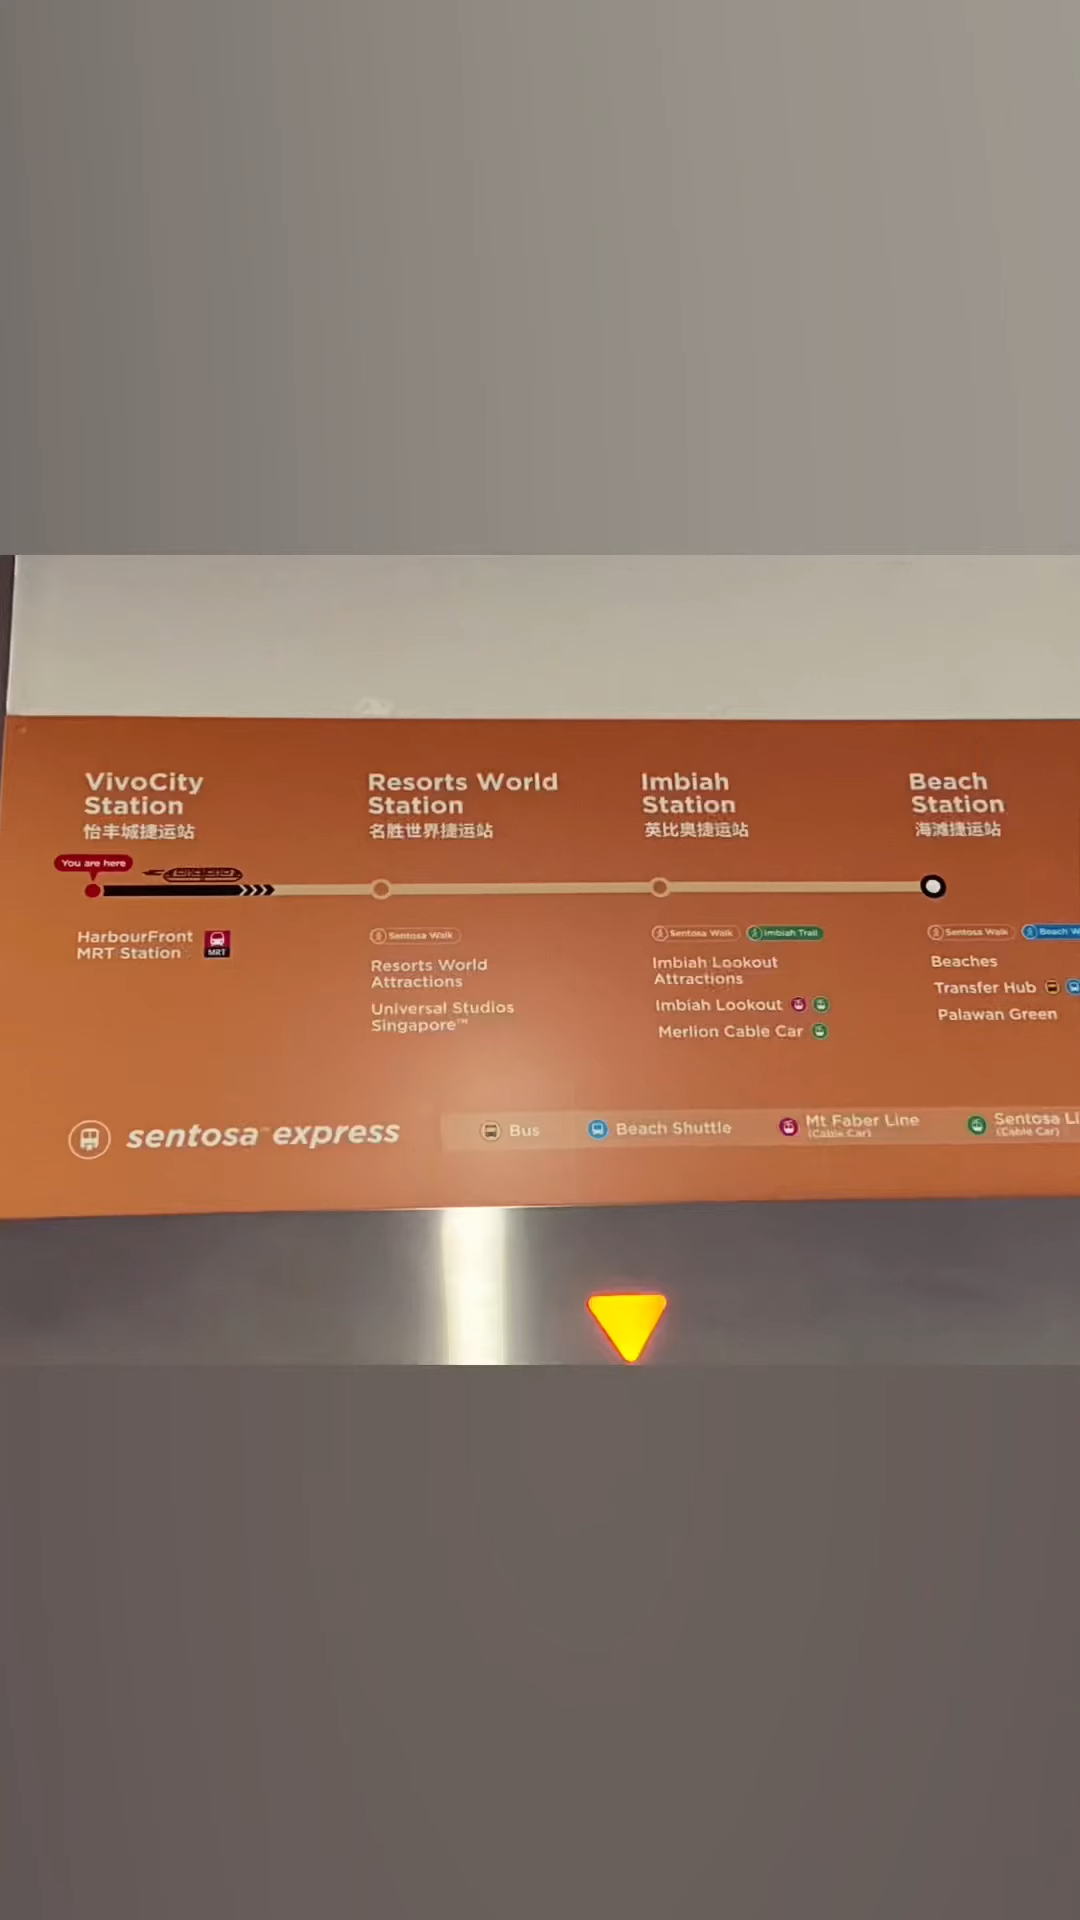 VivoCity
Station
怡丰城捷运站
You are here
HarbourFront
MRT Station
MRT
Resorts World
Station
名胜世界捷运站
Sentosa Walk
Resorts World
Attractions
Universal Studios
Singapore™
Imbiah
Station
英比奥捷运站
Sentosa Walk
Imbiah Trail
Imbiah Lookout
Attractions
Imbiah Lookout
Merlion Cable Car
Beach
Station
海滩捷运站
Sentosa Walk
Beach W
Beaches
Transfer Hub
Palawan Green
sentosa™ express
Bus
Beach Shuttle
Mt Faber Line
(Cable Car)
Sentosa Li
(Cable Car)